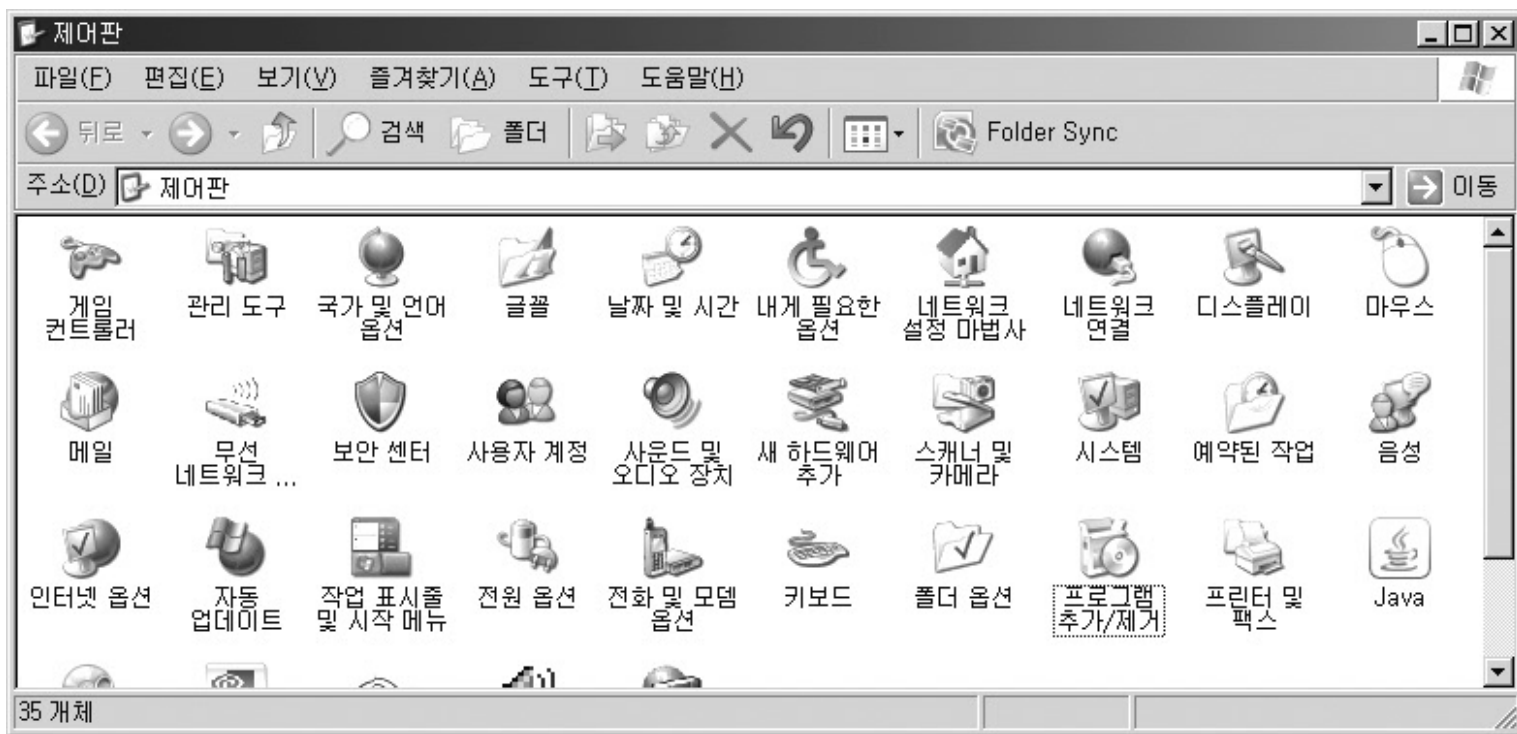 제어판
파일(F) 편집(E) 보기(V) 즐겨찾기(A) 도구(T) 도움말(H)
뒤로 검색 폴더 Folder Sync
주소(D) 제어판 이동
게임 컨트롤러
관리 도구
국가 및 언어 옵션
글꼴
날짜 및 시간
내게 필요한 옵션
네트워크 설정 마법사
네트워크 연결
디스플레이
마우스
메일
무선 네트워크 ...
보안 센터
사용자 계정
사운드 및 오디오 장치
새 하드웨어 추가
스캐너 및 카메라
시스템
예약된 작업
음성
인터넷 옵션
자동 업데이트
작업 표시줄 및 시작 메뉴
전원 옵션
전화 및 모뎀 옵션
키보드
폴더 옵션
프로그램 추가/제거
프린터 및 팩스
Java
35 개체